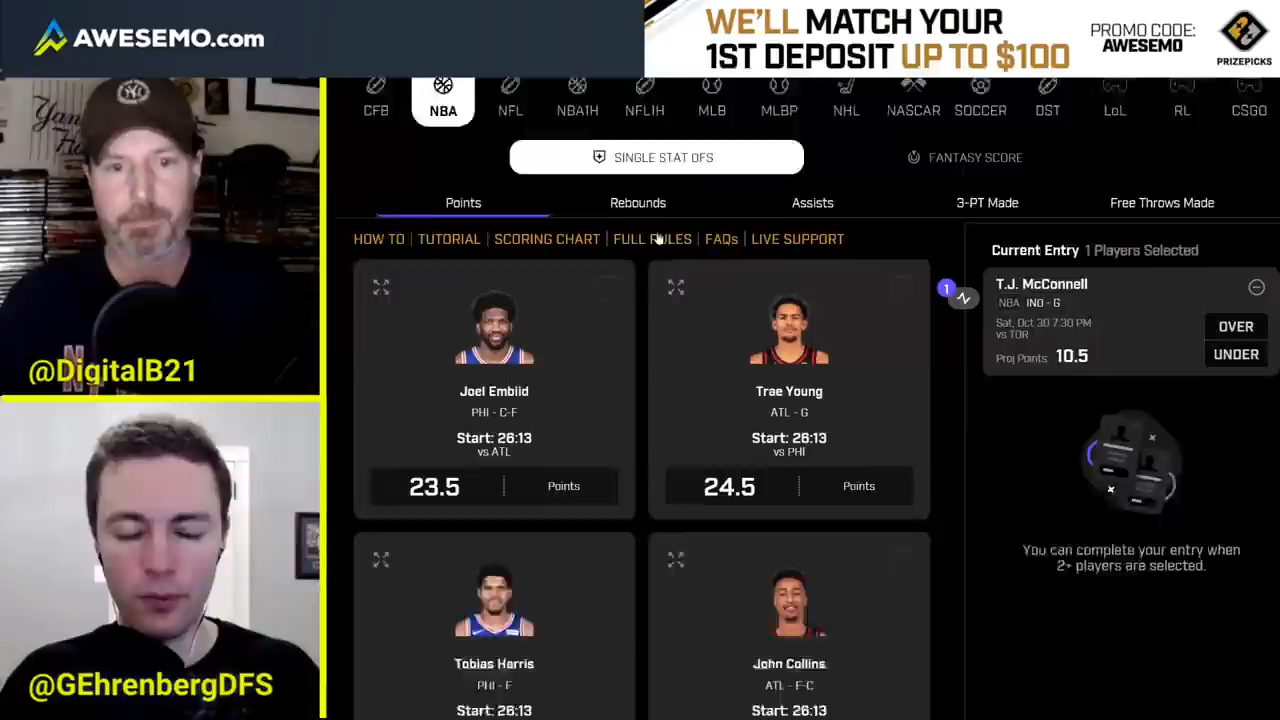 AWESEMO.com
WE'LL MATCH YOUR
1ST DEPOSIT UP TO $100
PROMO CODE:
AWESEMO
PRIZEPICKS
CFB
NBA
NFL
NBA1H
NFL1H
MLB
MLBP
NHL
NASCAR
SOCCER
DST
LoL
RL
CSGO
SINGLE STAT DFS
FANTASY SCORE
Points
Rebounds
Assists
3-PT Made
Free Throws Made
HOW TO | TUTORIAL | SCORING CHART | FULL RULES | FAQs | LIVE SUPPORT
Current Entry 1 Players Selected
1
T.J. McConnell
NBA IND - G
Sat, Oct 30 7:30 PM
vs TOR
Proj Points: 10.5
OVER
UNDER
You can complete your entry when
2+ players are selected.
Joel Embiid
PHI - C-F
Start: 26:13
vs ATL
23.5
Points
Trae Young
ATL - G
Start: 26:13
vs PHI
24.5
Points
Tobias Harris
PHI - F
Start: 26:13
John Collins
ATL - F-C
Start: 26:13
@DigitalB21
@GEhrenbergDFS